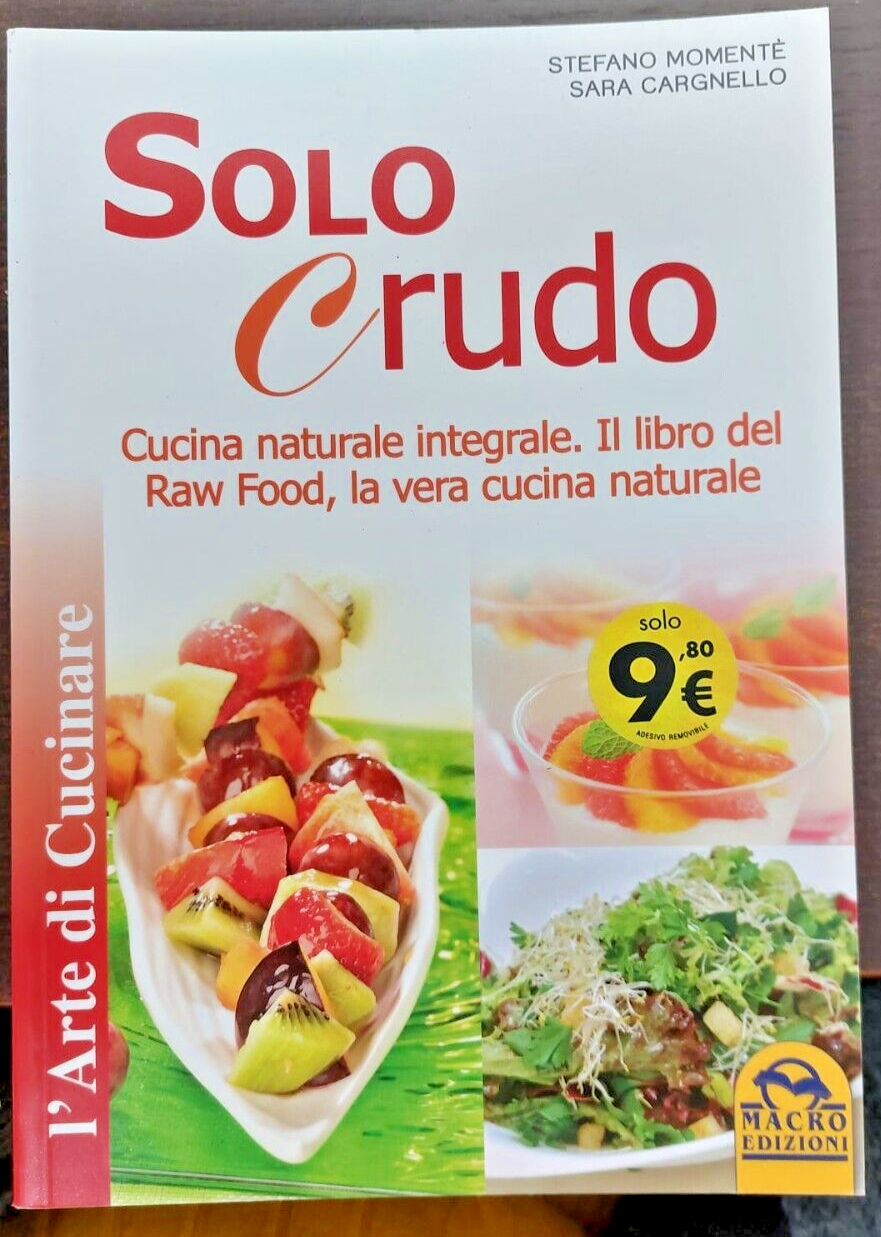 STEFANO MOMENTÈ
SARA CARGNELLO
SOLO
Crudo
Cucina naturale integrale. Il libro del
Raw Food, la vera cucina naturale
l'Arte di Cucinare
solo
9,80
€
ADESIVO REMOVIBILE
MACRO
EDIZIONI